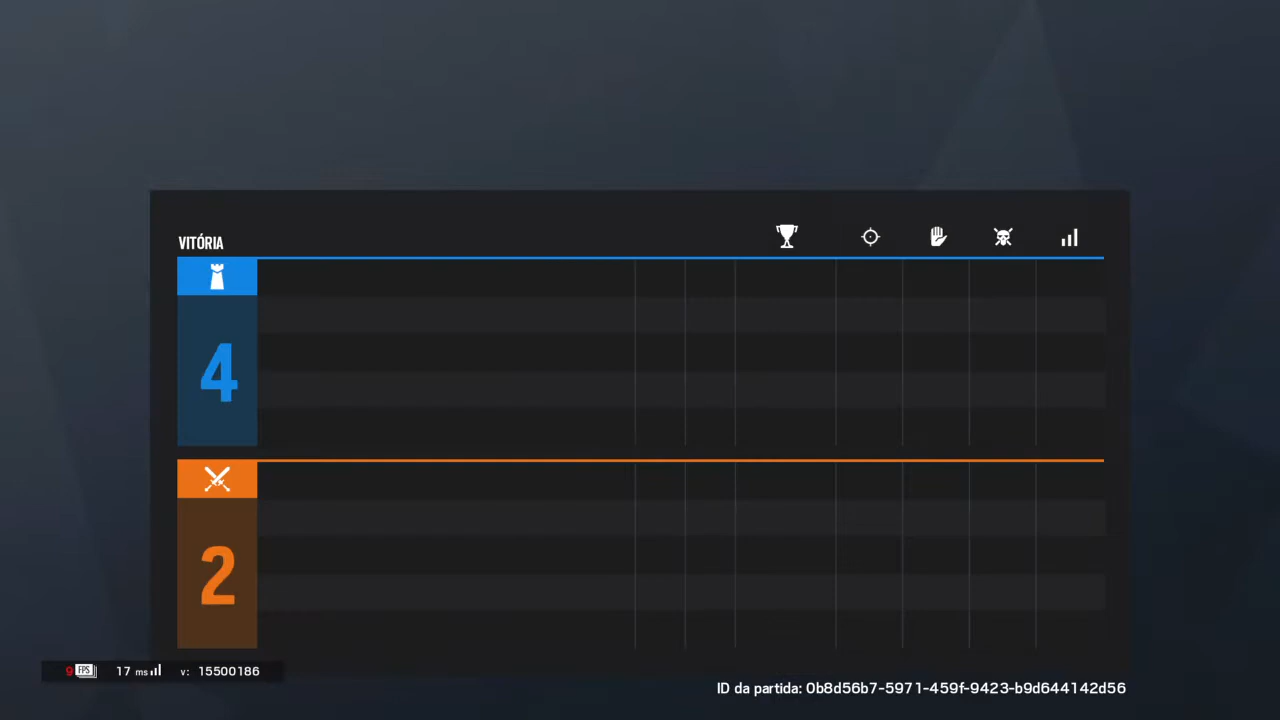 VITÓRIA
4
2
9 FPS 17 ms v: 15500186
ID da partida: 0b8d56b7-5971-459f-9423-b9d644142d56